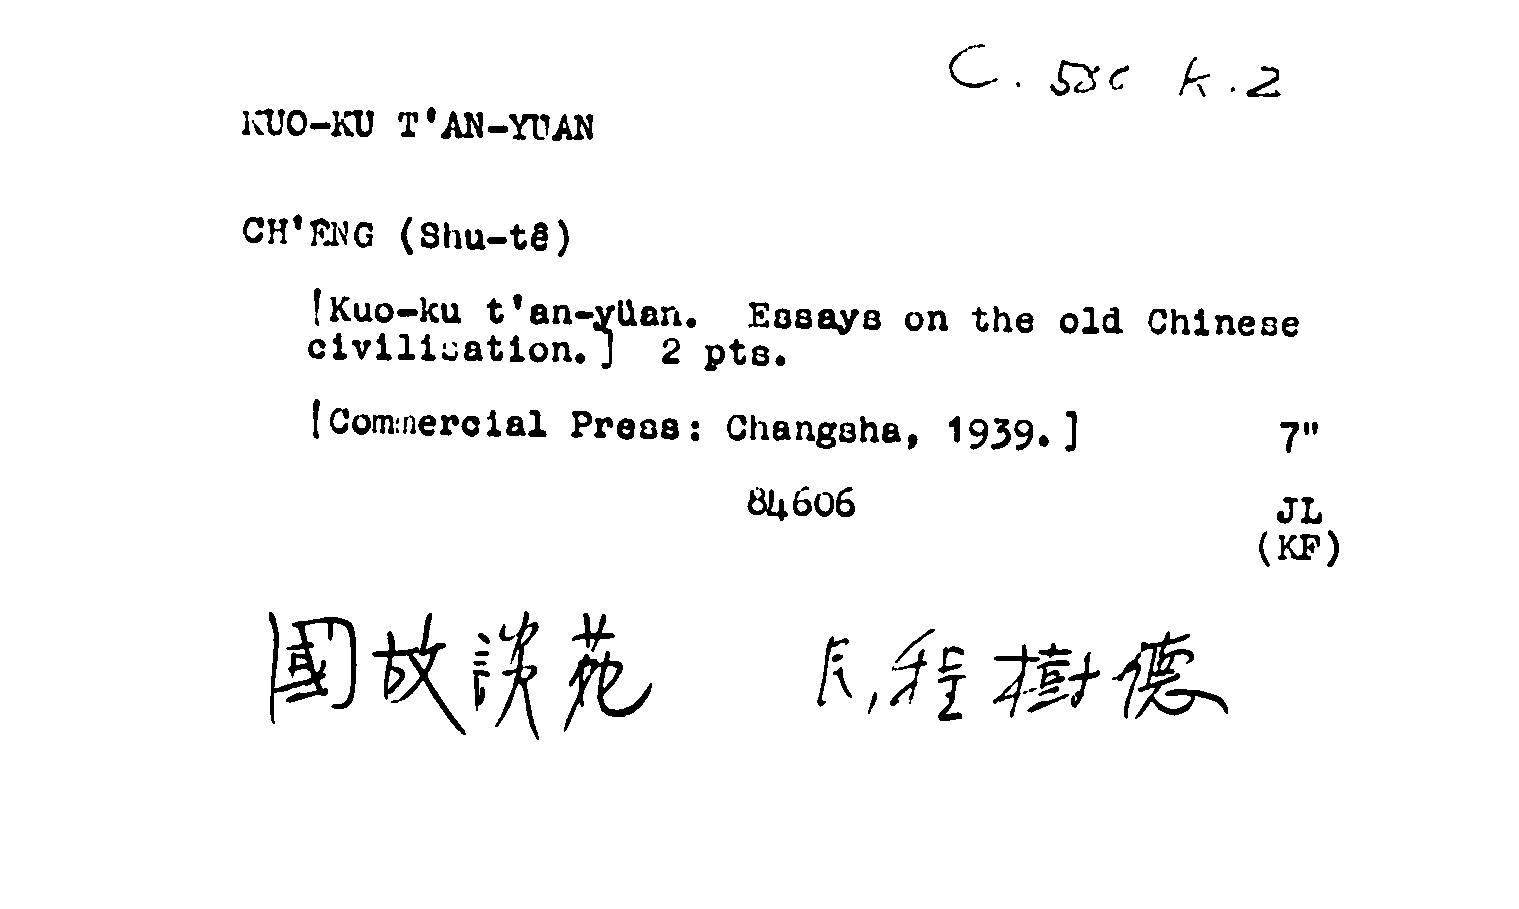 C. 58c K.2
KUO-KU T'AN-YUAN
CH'ENG (Shu-tê)
[Kuo-ku t'an-yüan. Essays on the old Chinese
civilisation.] 2 pts.
[Commercial Press: Changsha, 1939.]
7"
84606
JL
(KF)
國故談苑 民,程樹德